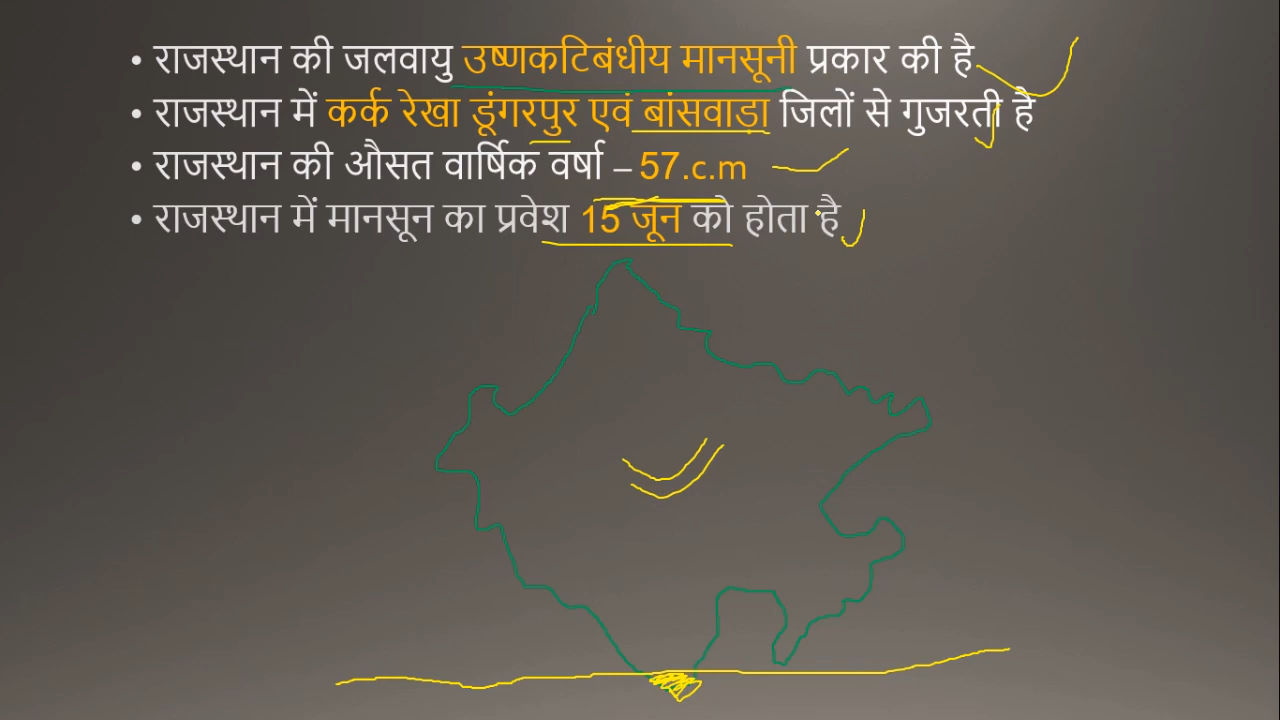 • राजस्थान की जलवायु उष्णकटिबंधीय मानसूनी प्रकार की है
• राजस्थान में कर्क रेखा डूंगरपुर एवं बांसवाड़ा जिलों से गुजरती है
• राजस्थान की औसत वार्षिक वर्षा – 57.c.m
• राजस्थान में मानसून का प्रवेश 15 जून को होता है